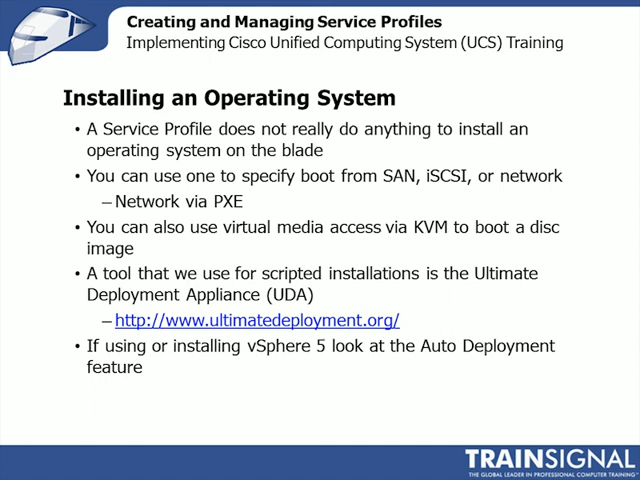 Creating and Managing Service Profiles
Implementing Cisco Unified Computing System (UCS) Training
Installing an Operating System
• A Service Profile does not really do anything to install an
operating system on the blade
• You can use one to specify boot from SAN, iSCSI, or network
– Network via PXE
• You can also use virtual media access via KVM to boot a disc
image
• A tool that we use for scripted installations is the Ultimate
Deployment Appliance (UDA)
– http://www.ultimatedeployment.org/
• If using or installing vSphere 5 look at the Auto Deployment
feature
TRAINSIGNAL
THE GLOBAL LEADER IN PROFESSIONAL COMPUTER TRAINING